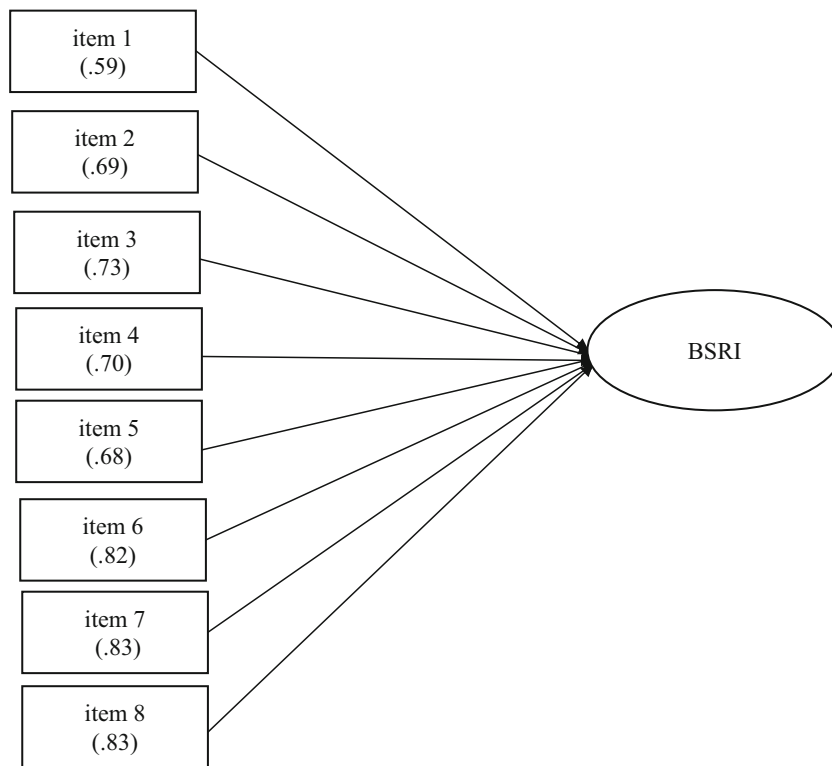 item 1
(.59)
item 2
(.69)
item 3
(.73)
item 4
(.70)
item 5
(.68)
item 6
(.82)
item 7
(.83)
item 8
(.83)
BSRI